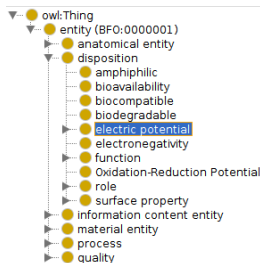 owl:Thing
entity (BFO:0000001)
anatomical entity
disposition
amphiphilic
bioavailability
biocompatible
biodegradable
electric potential
electronegativity
function
Oxidation-Reduction Potential
role
surface property
information content entity
material entity
process
quality